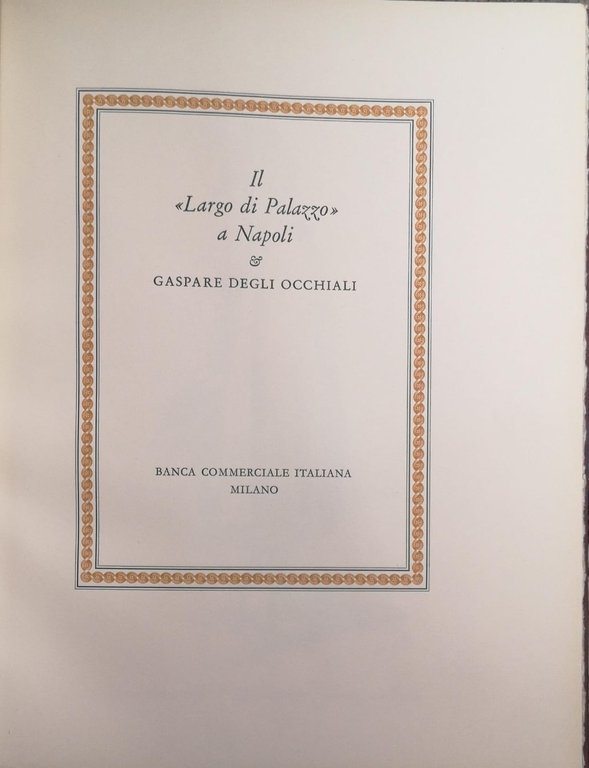 Il
«Largo di Palazzo»
a Napoli
&
GASPARE DEGLI OCCHIALI
BANCA COMMERCIALE ITALIANA
MILANO